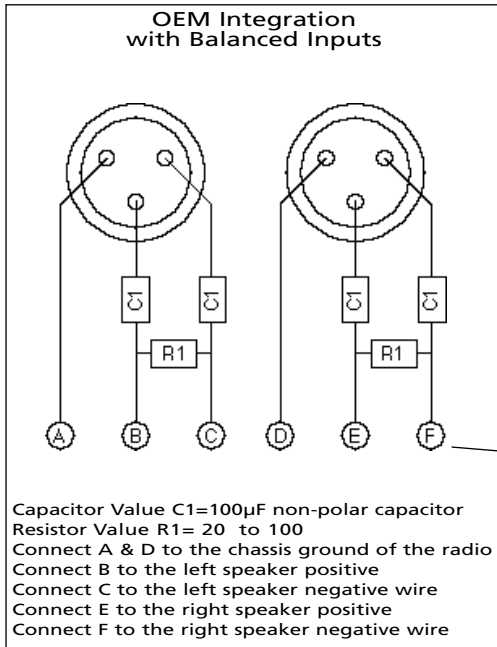 OEM Integration
with Balanced Inputs
C1 C1 C1 C1
R1 R1
A B C D E F
Capacitor Value C1=100µF non-polar capacitor
Resistor Value R1= 20 to 100
Connect A & D to the chassis ground of the radio
Connect B to the left speaker positive
Connect C to the left speaker negative wire
Connect E to the right speaker positive
Connect F to the right speaker negative wire